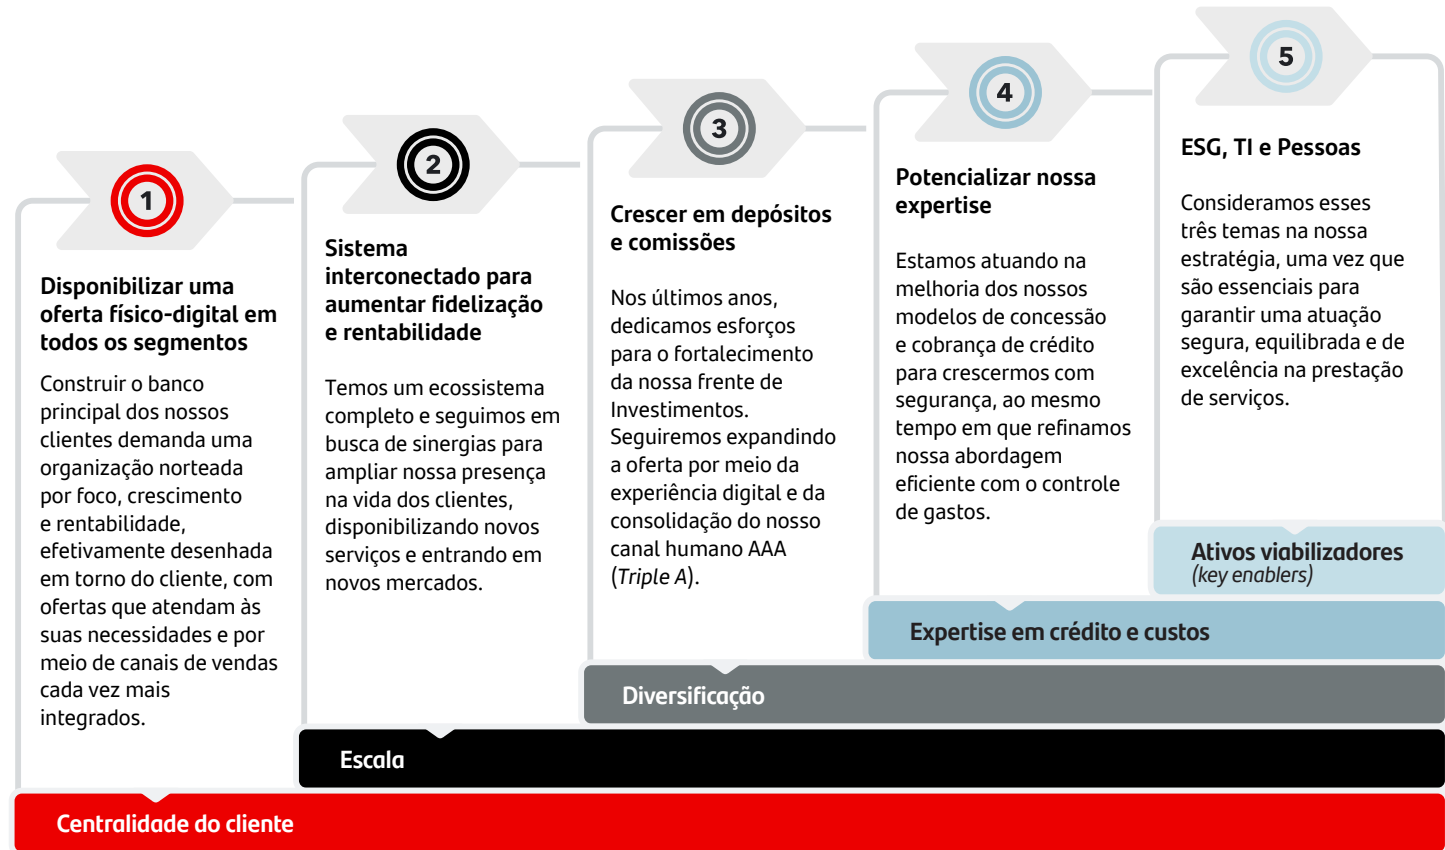 1
Disponibilizar uma
oferta físico-digital em
todos os segmentos
Construir o banco
principal dos nossos
clientes demanda uma
organização norteada
por foco, crescimento
e rentabilidade,
efetivamente desenhada
em torno do cliente, com
ofertas que atendam às
suas necessidades e por
meio de canais de vendas
cada vez mais
integrados.
2
Sistema
interconectado para
aumentar fidelização
e rentabilidade
Temos um ecossistema
completo e seguimos em
busca de sinergias para
ampliar nossa presença
na vida dos clientes,
disponibilizando novos
serviços e entrando em
novos mercados.
3
Crescer em depósitos
e comissões
Nos últimos anos,
dedicamos esforços
para o fortalecimento
da nossa frente de
Investimentos.
Seguiremos expandindo
a oferta por meio da
experiência digital e da
consolidação do nosso
canal humano AAA
(Triple A).
4
Potencializar nossa
expertise
Estamos atuando na
melhoria dos nossos
modelos de concessão
e cobrança de crédito
para crescermos com
segurança, ao mesmo
tempo em que refinamos
nossa abordagem
eficiente com o controle
de gastos.
5
ESG, TI e Pessoas
Consideramos esses
três temas na nossa
estratégia, uma vez que
são essenciais para
garantir uma atuação
segura, equilibrada e de
excelência na prestação
de serviços.
Ativos viabilizadores
(key enablers)
Expertise em crédito e custos
Diversificação
Escala
Centralidade do cliente